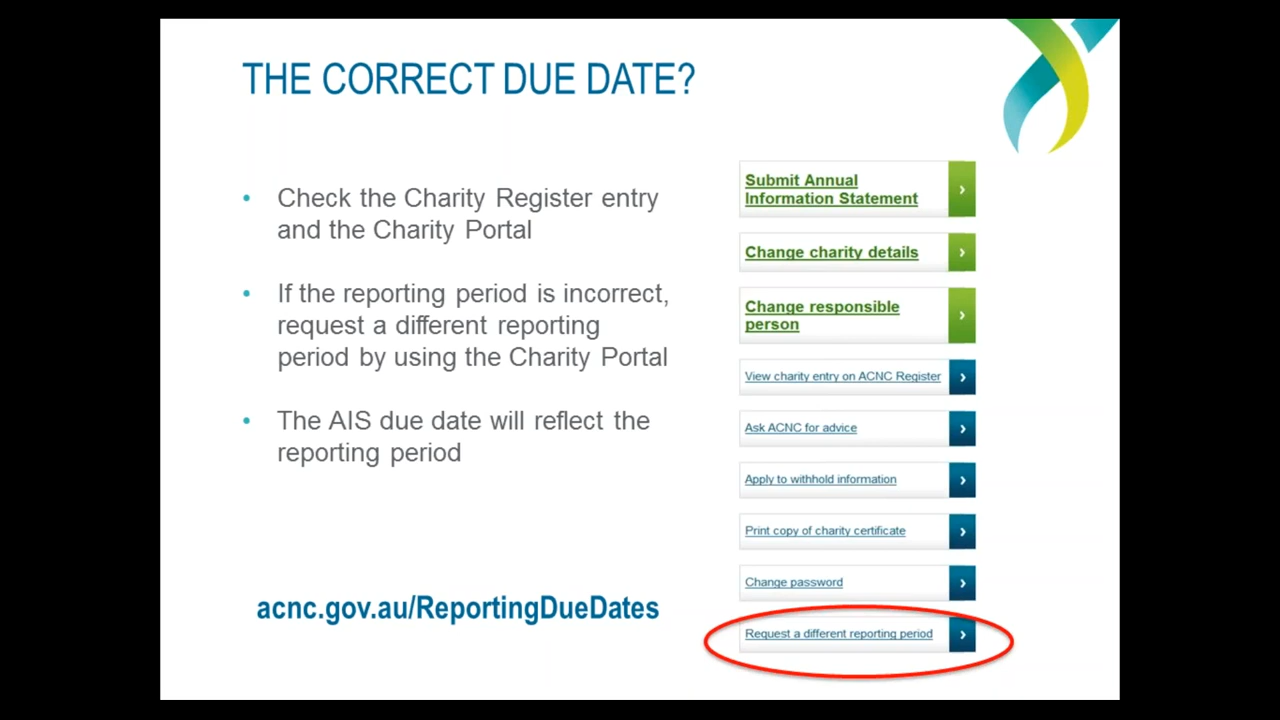 THE CORRECT DUE DATE?
• Check the Charity Register entry
and the Charity Portal
• If the reporting period is incorrect,
request a different reporting
period by using the Charity Portal
• The AIS due date will reflect the
reporting period
acnc.gov.au/ReportingDueDates
Submit Annual
Information Statement
Change charity details
Change responsible
person
View charity entry on ACNC Register
Ask ACNC for advice
Apply to withhold information
Print copy of charity certificate
Change password
Request a different reporting period